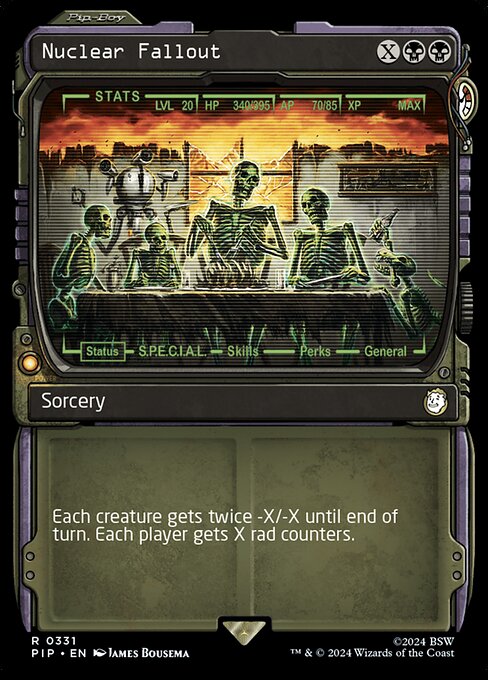 Pip-Boy
Nuclear Fallout X
STATS LVL 20 HP 340/395 AP 70/85 XP MAX
Status S.P.E.C.I.A.L. Skills Perks General
Sorcery
Each creature gets twice -X/-X until end of
turn. Each player gets X rad counters.
R 0331 ©2024 BSW
PIP • EN James Bousema ™ & © 2024 Wizards of the Coast